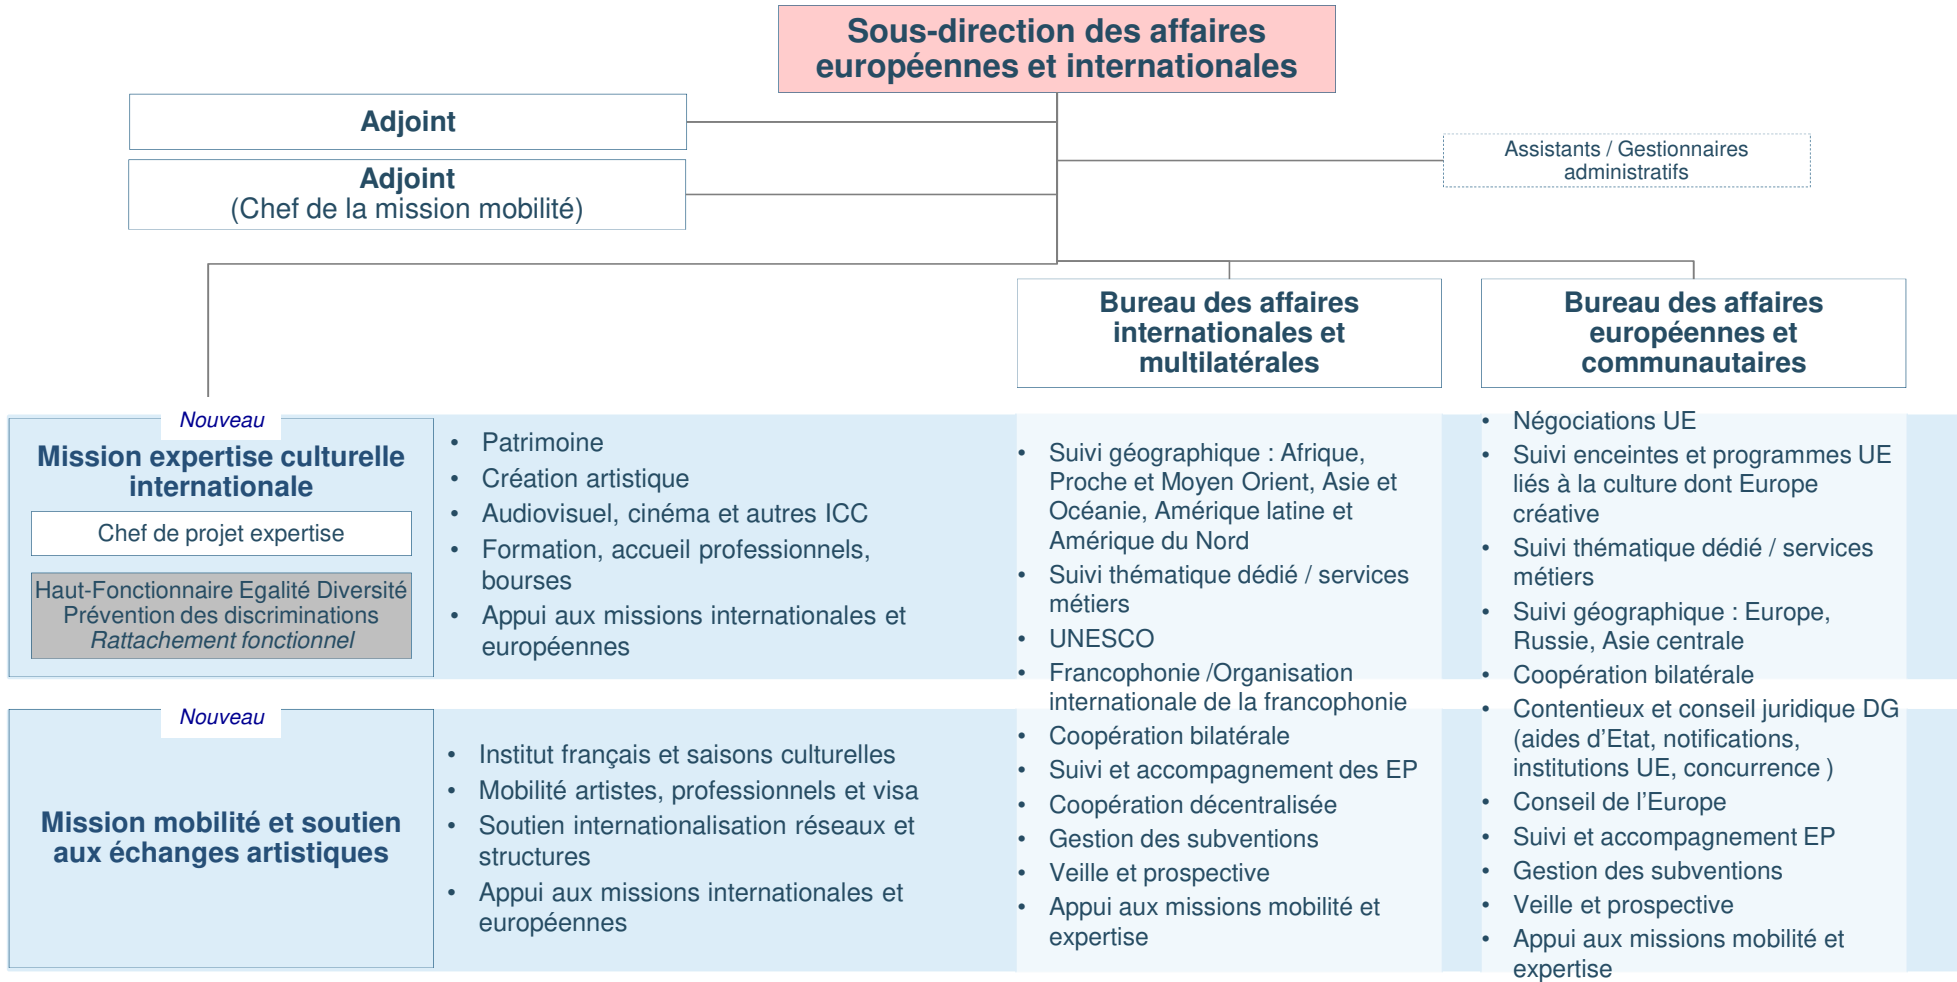 Sous-direction des affaires
européennes et internationales
Adjoint
Adjoint
(Chef de la mission mobilité)
Assistants / Gestionnaires
administratifs
Bureau des affaires
internationales et
multilatérales
Bureau des affaires
européennes et
communautaires
Nouveau
Mission expertise culturelle
internationale
Chef de projet expertise
Haut-Fonctionnaire Egalité Diversité
Prévention des discriminations
Rattachement fonctionnel
• Patrimoine
• Création artistique
• Audiovisuel, cinéma et autres ICC
• Formation, accueil professionnels,
bourses
• Appui aux missions internationales et
européennes
Nouveau
Mission mobilité et soutien
aux échanges artistiques
• Institut français et saisons culturelles
• Mobilité artistes, professionnels et visa
• Soutien internationalisation réseaux et
structures
• Appui aux missions internationales et
européennes
• Suivi géographique : Afrique,
Proche et Moyen Orient, Asie et
Océanie, Amérique latine et
Amérique du Nord
• Suivi thématique dédié / services
métiers
• UNESCO
• Francophonie /Organisation
internationale de la francophonie
• Coopération bilatérale
• Suivi et accompagnement des EP
• Coopération décentralisée
• Gestion des subventions
• Veille et prospective
• Appui aux missions mobilité et
expertise
• Négociations UE
• Suivi enceintes et programmes UE
liés à la culture dont Europe
créative
• Suivi thématique dédié / services
métiers
• Suivi géographique : Europe,
Russie, Asie centrale
• Coopération bilatérale
• Contentieux et conseil juridique DG
(aides d’Etat, notifications,
institutions UE, concurrence )
• Conseil de l’Europe
• Suivi et accompagnement EP
• Gestion des subventions
• Veille et prospective
• Appui aux missions mobilité et
expertise